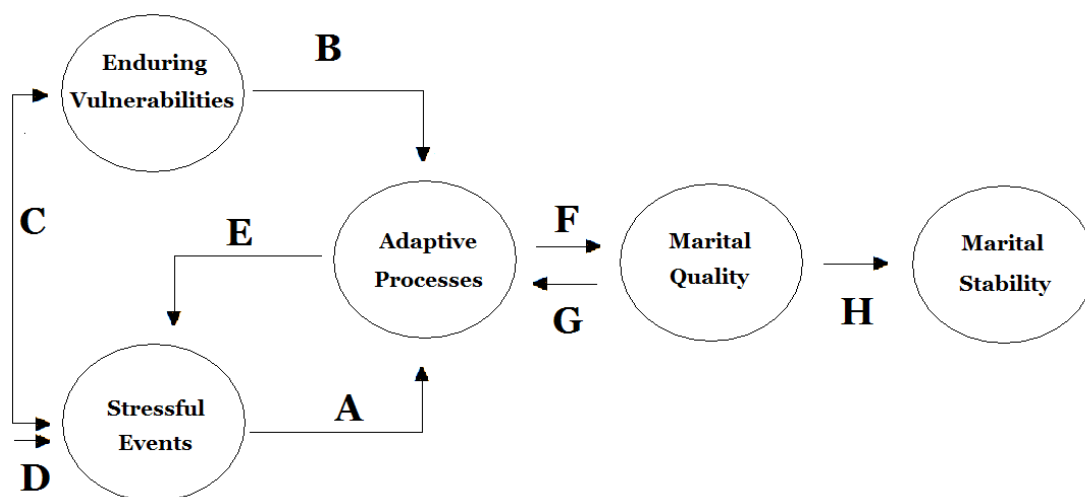 Enduring
Vulnerabilities
B
C
E
Adaptive
Processes
F
G
Marital
Quality
H
Marital
Stability
Stressful
Events
A
D